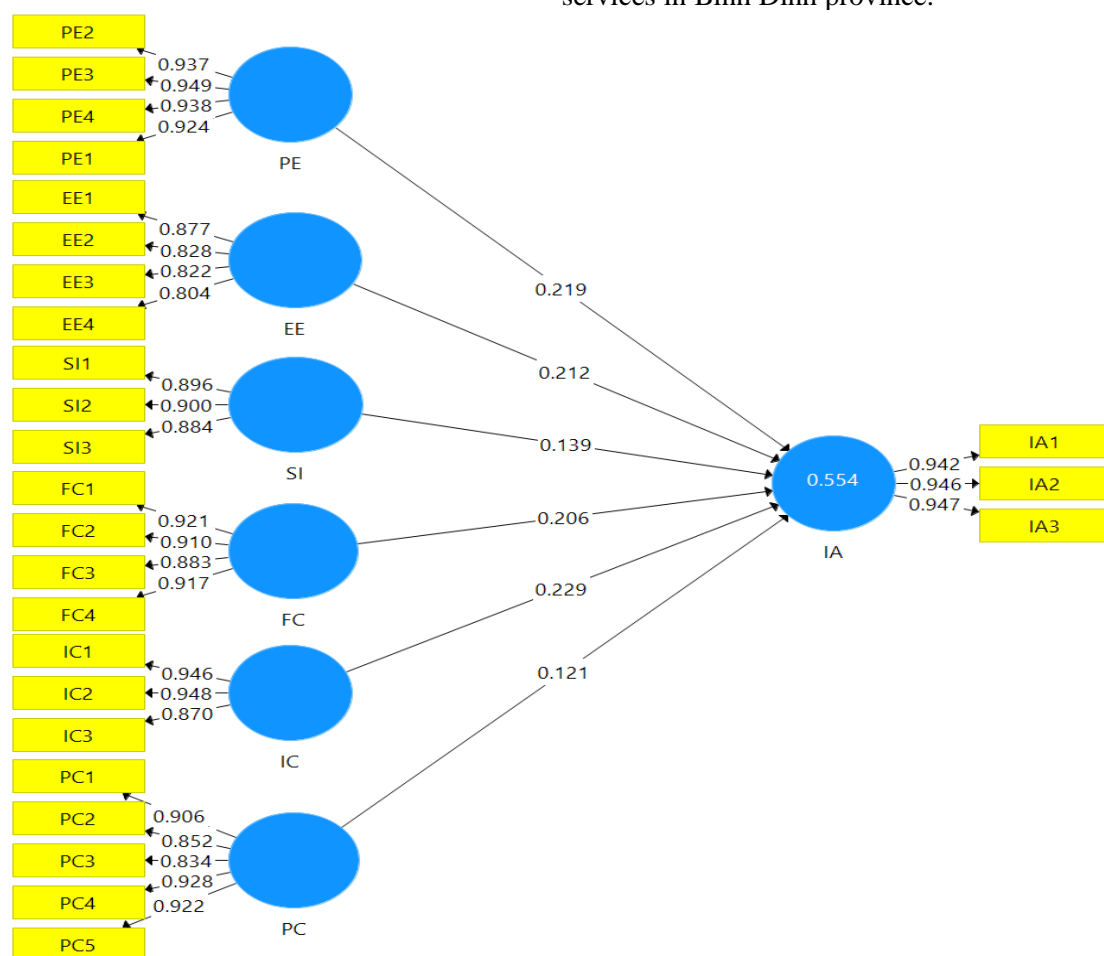 services in Binh Dinh province.
PE2
PE3
PE4
PE1
0.937
0.949
0.938
0.924
PE
EE1
EE2
EE3
EE4
0.877
0.828
0.822
0.804
EE
SI1
SI2
SI3
0.896
0.900
0.884
SI
FC1
FC2
FC3
FC4
0.921
0.910
0.883
0.917
FC
IC1
IC2
IC3
0.946
0.948
0.870
IC
PC1
PC2
PC3
PC4
PC5
0.906
0.852
0.834
0.928
0.922
PC
0.219
0.212
0.139
0.206
0.229
0.121
0.554
IA
0.942
0.946
0.947
IA1
IA2
IA3